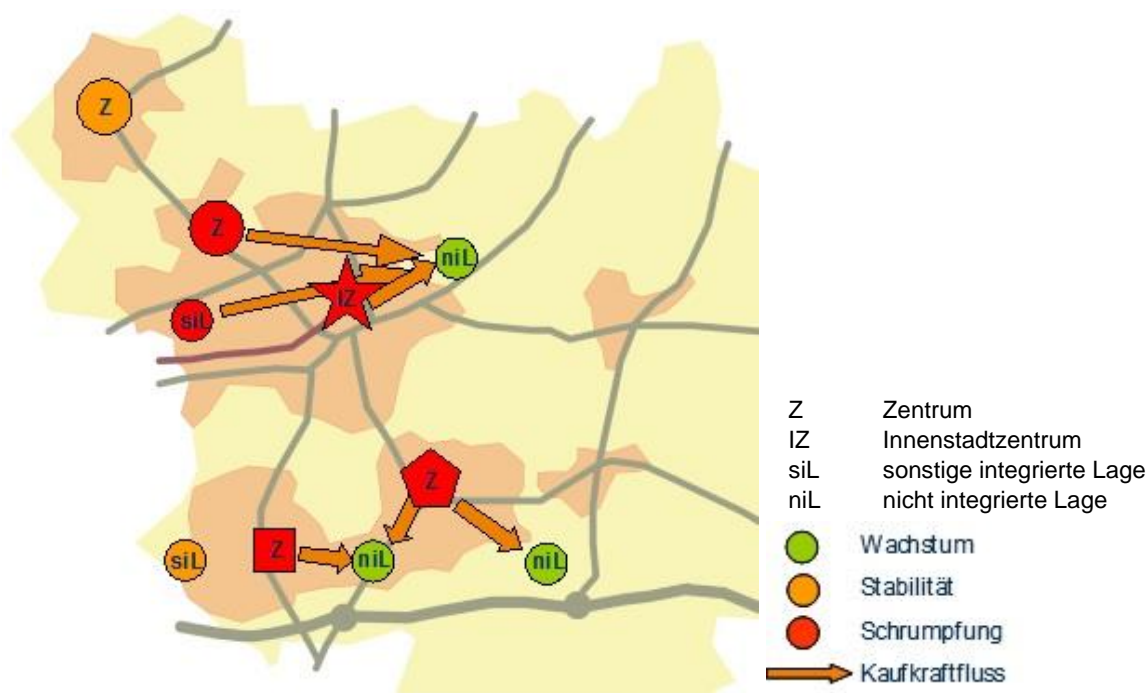 Z
Z
niL
IZ
siL
Z
siL
Z
niL
niL
Z Zentrum
IZ Innenstadtzentrum
siL sonstige integrierte Lage
niL nicht integrierte Lage
Wachstum
Stabilität
Schrumpfung
Kaufkraftfluss